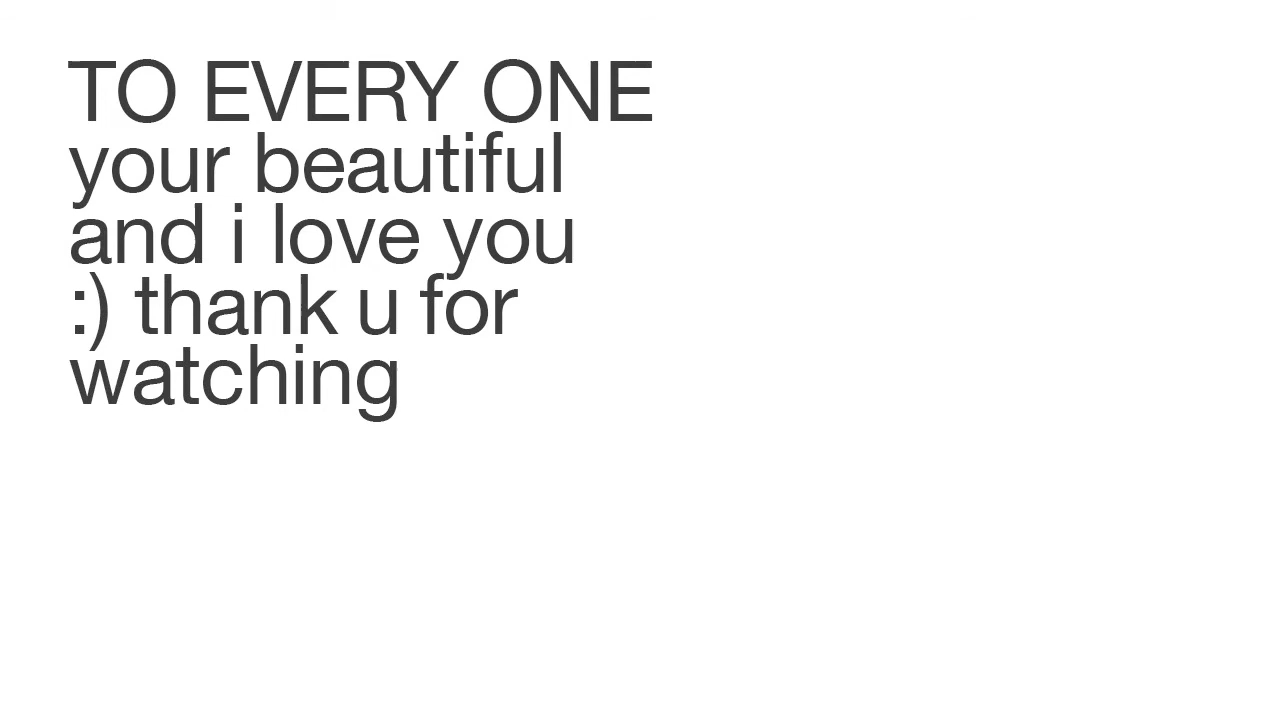 TO EVERY ONE
your beautiful
and i love you
:) thank u for
watching